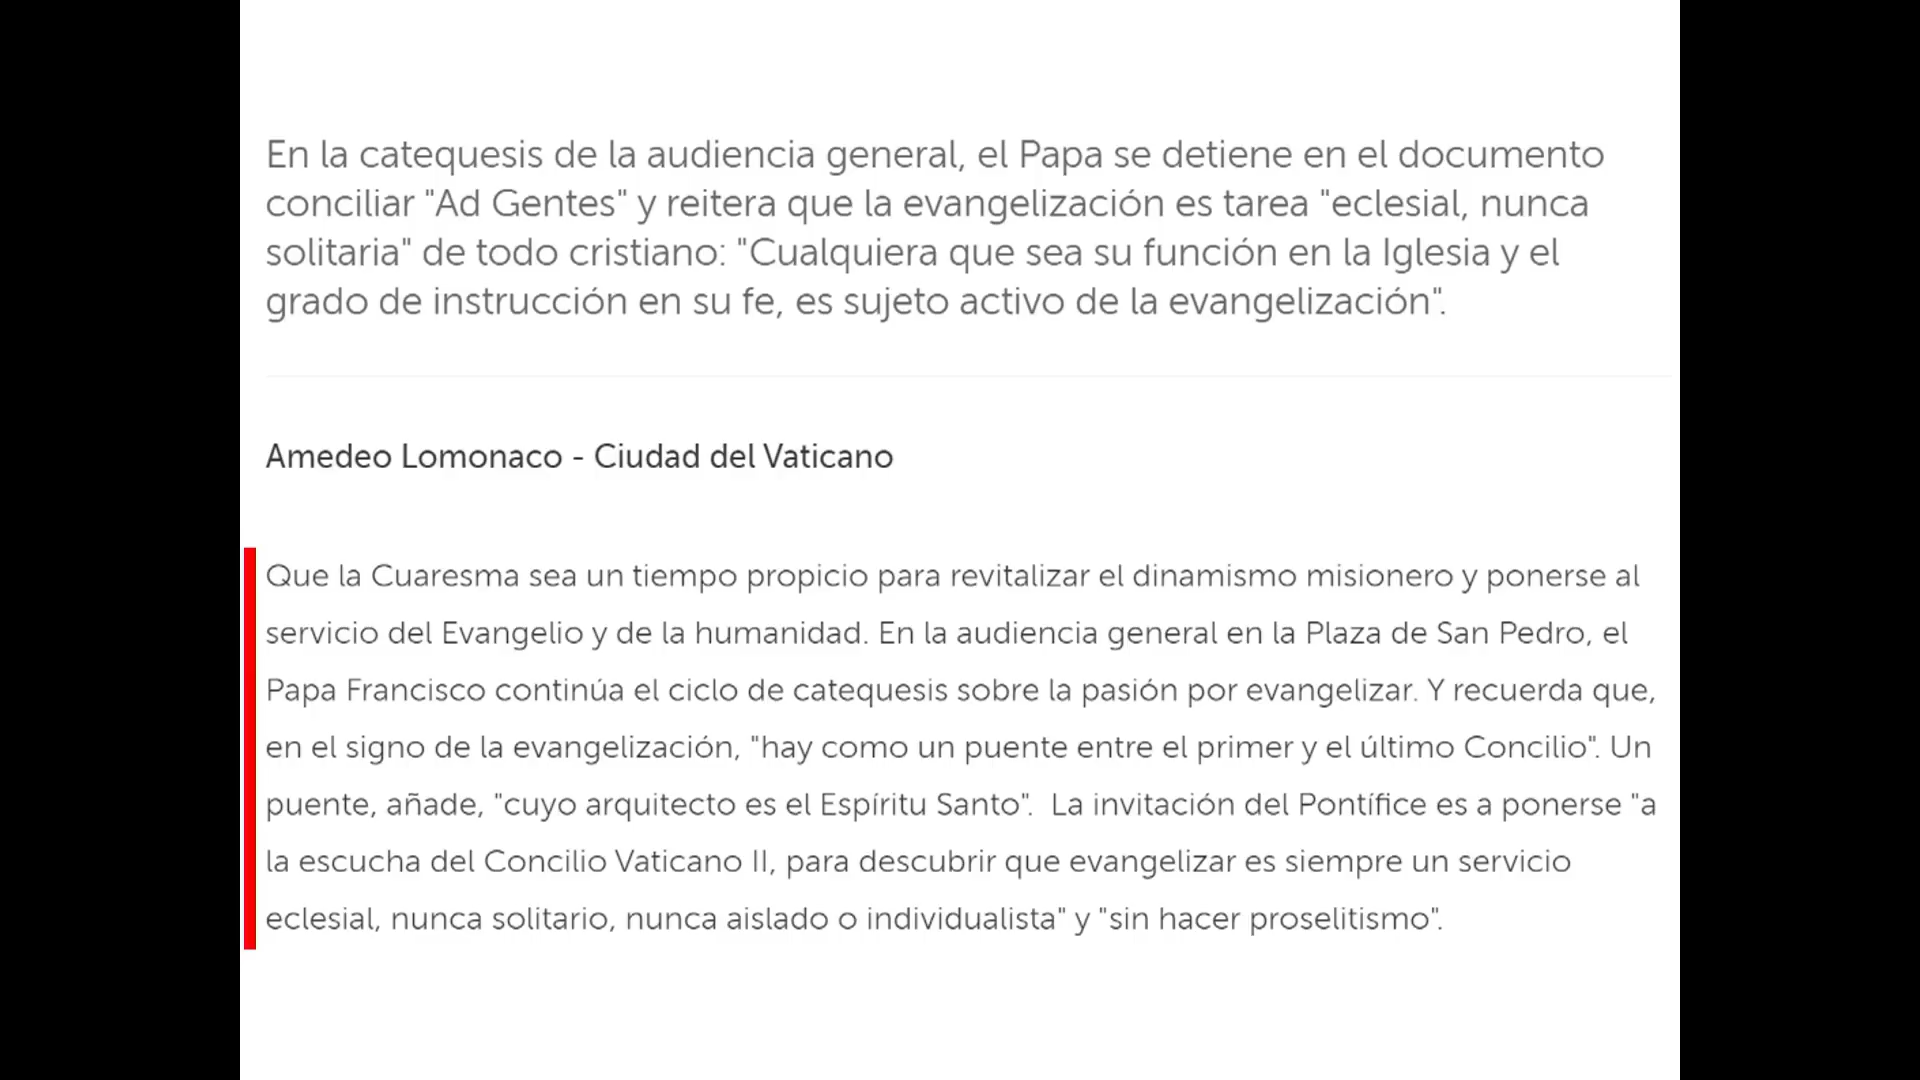 En la catequesis de la audiencia general, el Papa se detiene en el documento
conciliar "Ad Gentes" y reitera que la evangelización es tarea "eclesial, nunca
solitaria" de todo cristiano: "Cualquiera que sea su función en la Iglesia y el
grado de instrucción en su fe, es sujeto activo de la evangelización".
Amedeo Lomonaco - Ciudad del Vaticano
Que la Cuaresma sea un tiempo propicio para revitalizar el dinamismo misionero y ponerse al
servicio del Evangelio y de la humanidad. En la audiencia general en la Plaza de San Pedro, el
Papa Francisco continúa el ciclo de catequesis sobre la pasión por evangelizar. Y recuerda que,
en el signo de la evangelización, "hay como un puente entre el primer y el último Concilio". Un
puente, añade, "cuyo arquitecto es el Espíritu Santo".  La invitación del Pontífice es a ponerse "a
la escucha del Concilio Vaticano II, para descubrir que evangelizar es siempre un servicio
eclesial, nunca solitario, nunca aislado o individualista" y "sin hacer proselitismo".